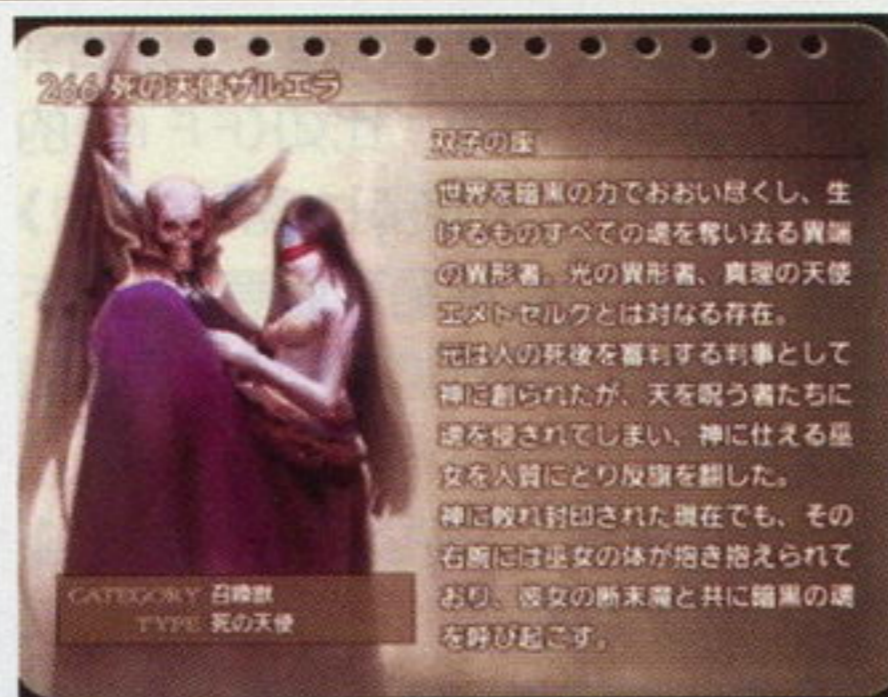 266 死の天使ザルエラ
双子の座
世界を暗黒の力でおおい尽くし、生
けるものすべての魂を奪い去る異端
の異形者。光の異形者、真理の天使
エメトセルクとは対なる存在。
元は人の死後を審判する判事として
神に創られたが、天を呪う者たちに
魂を侵されてしまい、神に仕える巫
女を人質にとり反旗を翻した。
神に敗れ封印された現在でも、その
右腕には巫女の体が抱き抱えられて
おり、彼女の断末魔と共に暗黒の魂
を呼び起こす。
CATEGORY 召喚獣
TYPE 死の天使